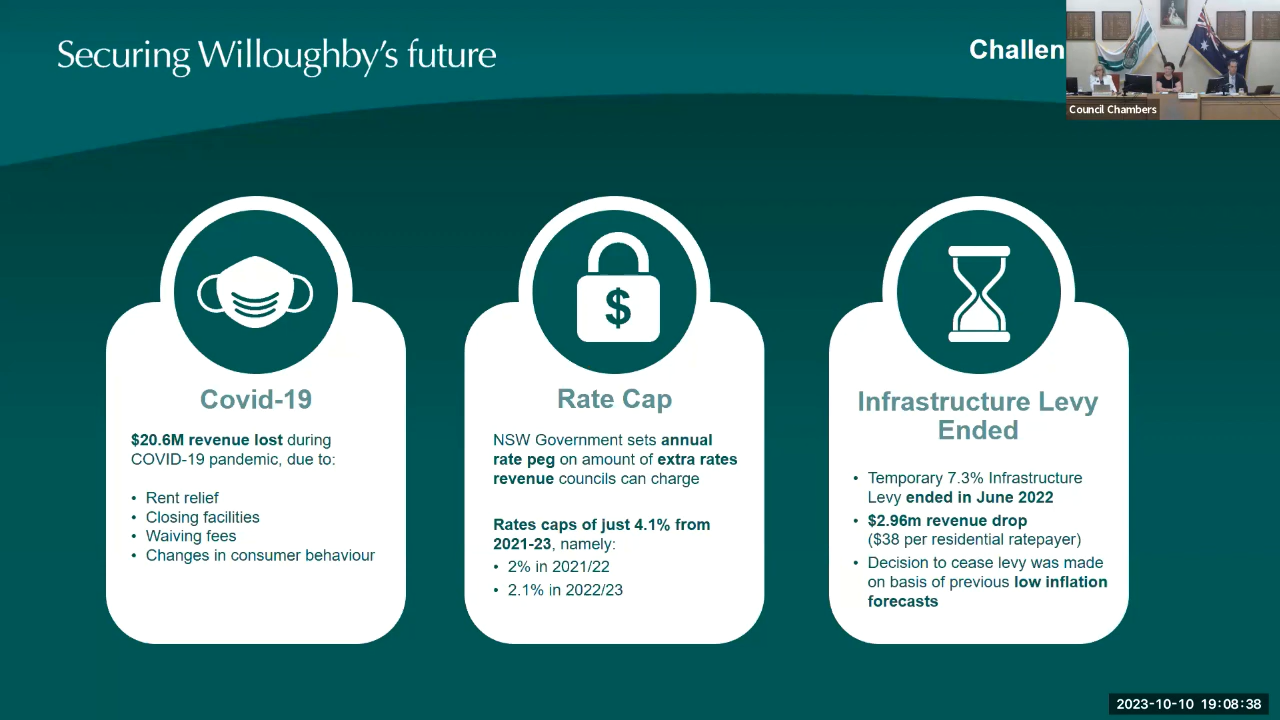 Securing Willoughby's future
Challen
Council Chambers
$
Covid-19
$20.6M revenue lost during
COVID-19 pandemic, due to:
• Rent relief
• Closing facilities
• Waiving fees
• Changes in consumer behaviour
Rate Cap
NSW Government sets annual
rate peg on amount of extra rates
revenue councils can charge
Rates caps of just 4.1% from
2021-23, namely:
• 2% in 2021/22
• 2.1% in 2022/23
Infrastructure Levy
Ended
• Temporary 7.3% Infrastructure
Levy ended in June 2022
• $2.96m revenue drop
($38 per residential ratepayer)
• Decision to cease levy was made
on basis of previous low inflation
forecasts
2023-10-10 19:08:38